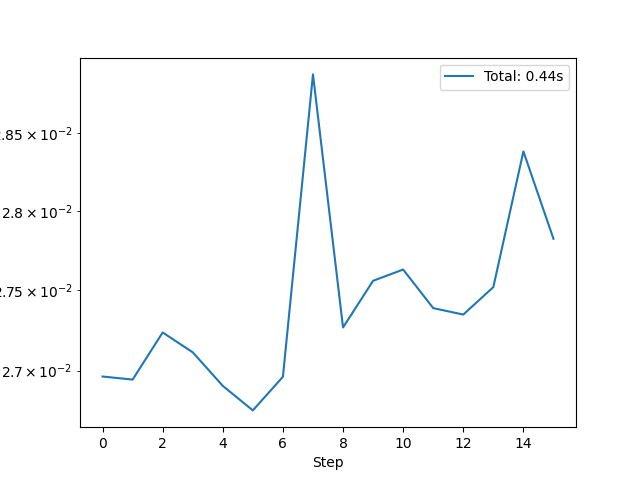 Total: 0.44s
2.85 × 10⁻²
2.8 × 10⁻²
2.75 × 10⁻²
2.7 × 10⁻²
0 2 4 6 8 10 12 14
Step